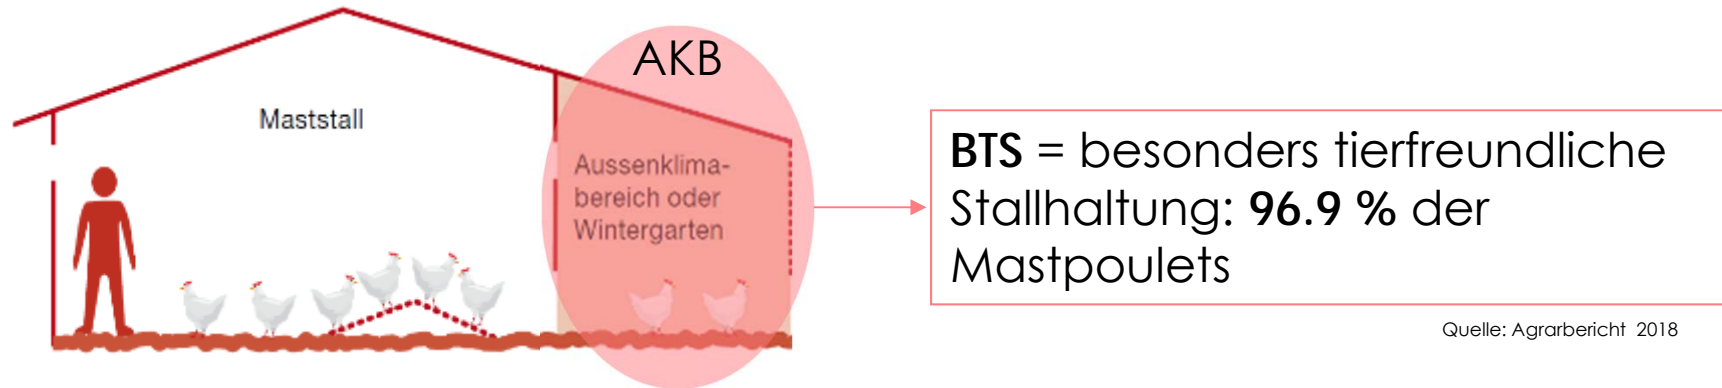 AKB
Maststall
Aussenklima-
bereich oder
Wintergarten
BTS = besonders tierfreundliche
Stallhaltung: 96.9 % der
Mastpoulets
Quelle: Agrarbericht 2018